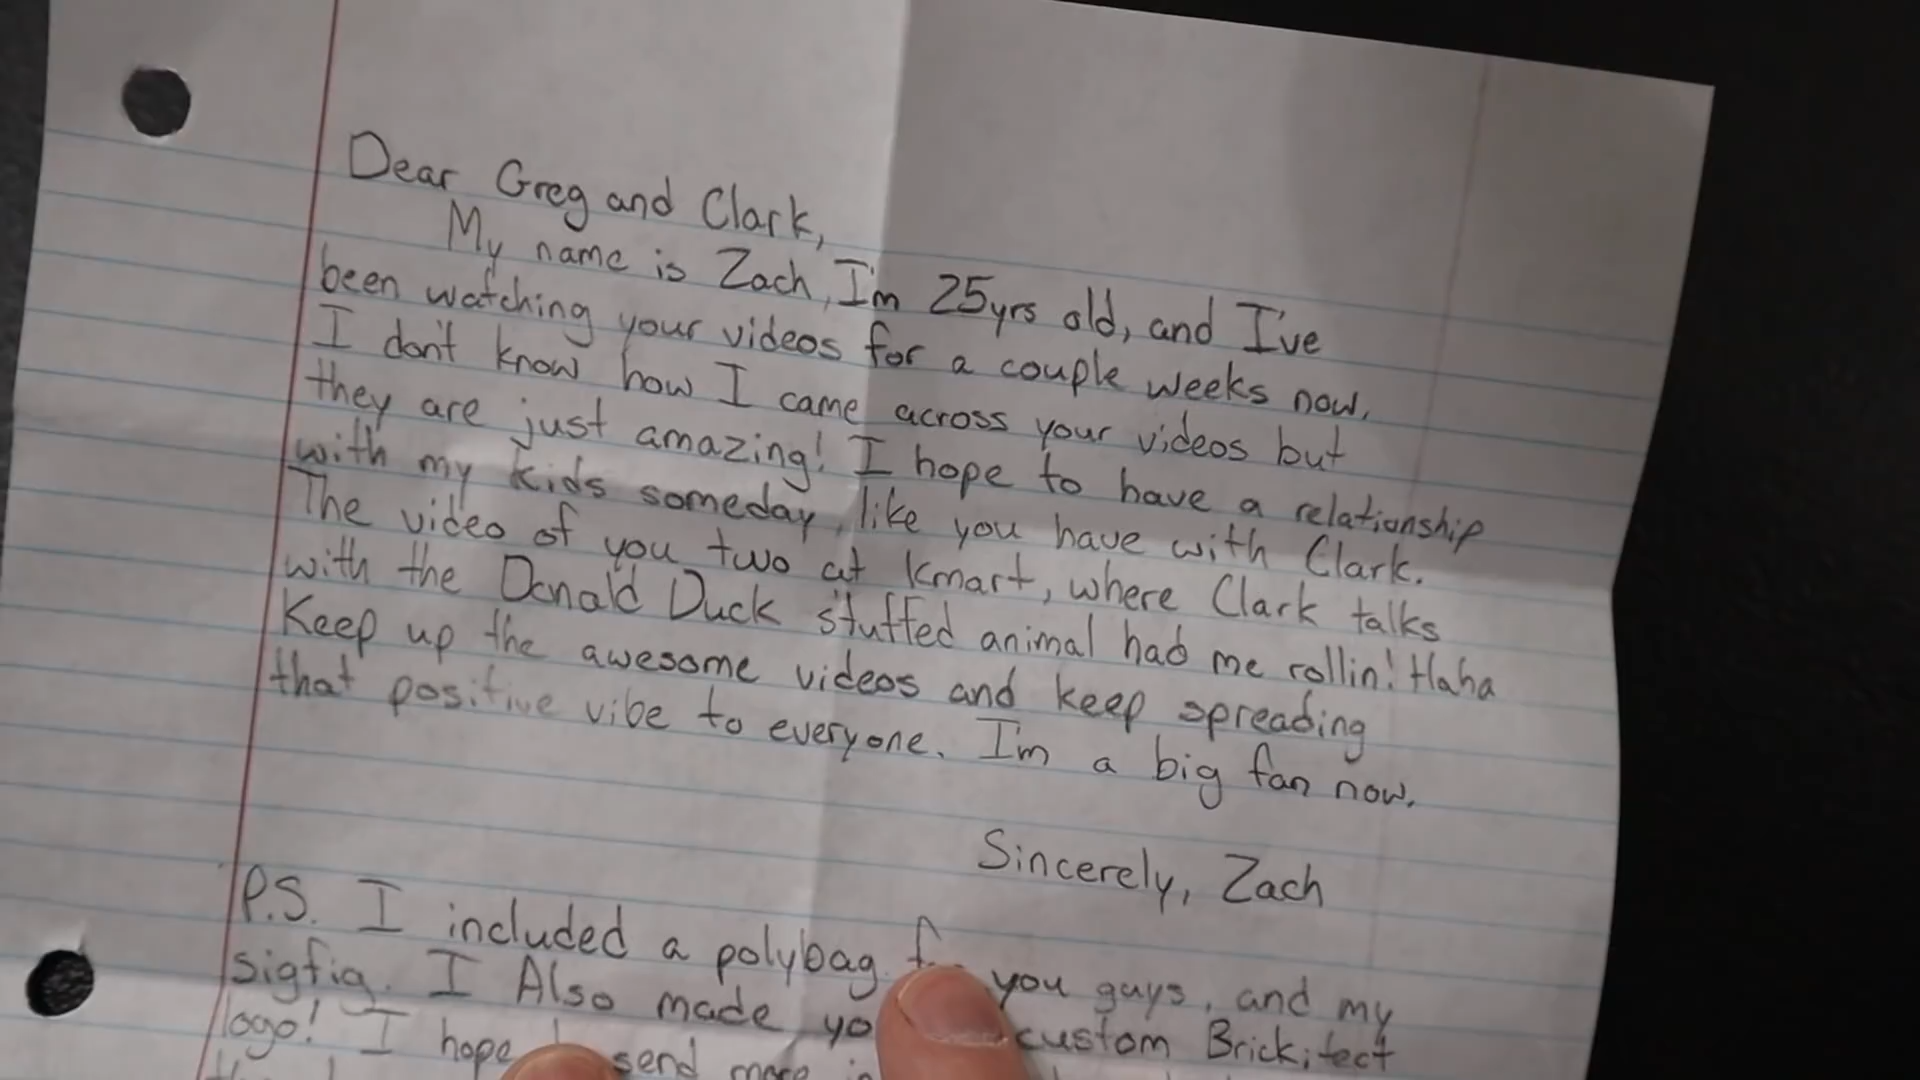 Dear Greg and Clark,
My name is Zach, I'm 25yrs old, and I've
been watching your videos for a couple weeks now.
I don't know how I came across your videos but
they are just amazing! I hope to have a relationship
with my kids someday, like you have with Clark.
The video of you two at Kmart, where Clark talks
with the Donald Duck stuffed animal had me rollin! Haha
Keep up the awesome videos and keep spreading
that positive vibe to everyone. I'm a big fan now.
Sincerely, Zach
P.S. I included a polybag you guys, and my
sigfig. I Also made custom Brickitect
logo! I hope send more